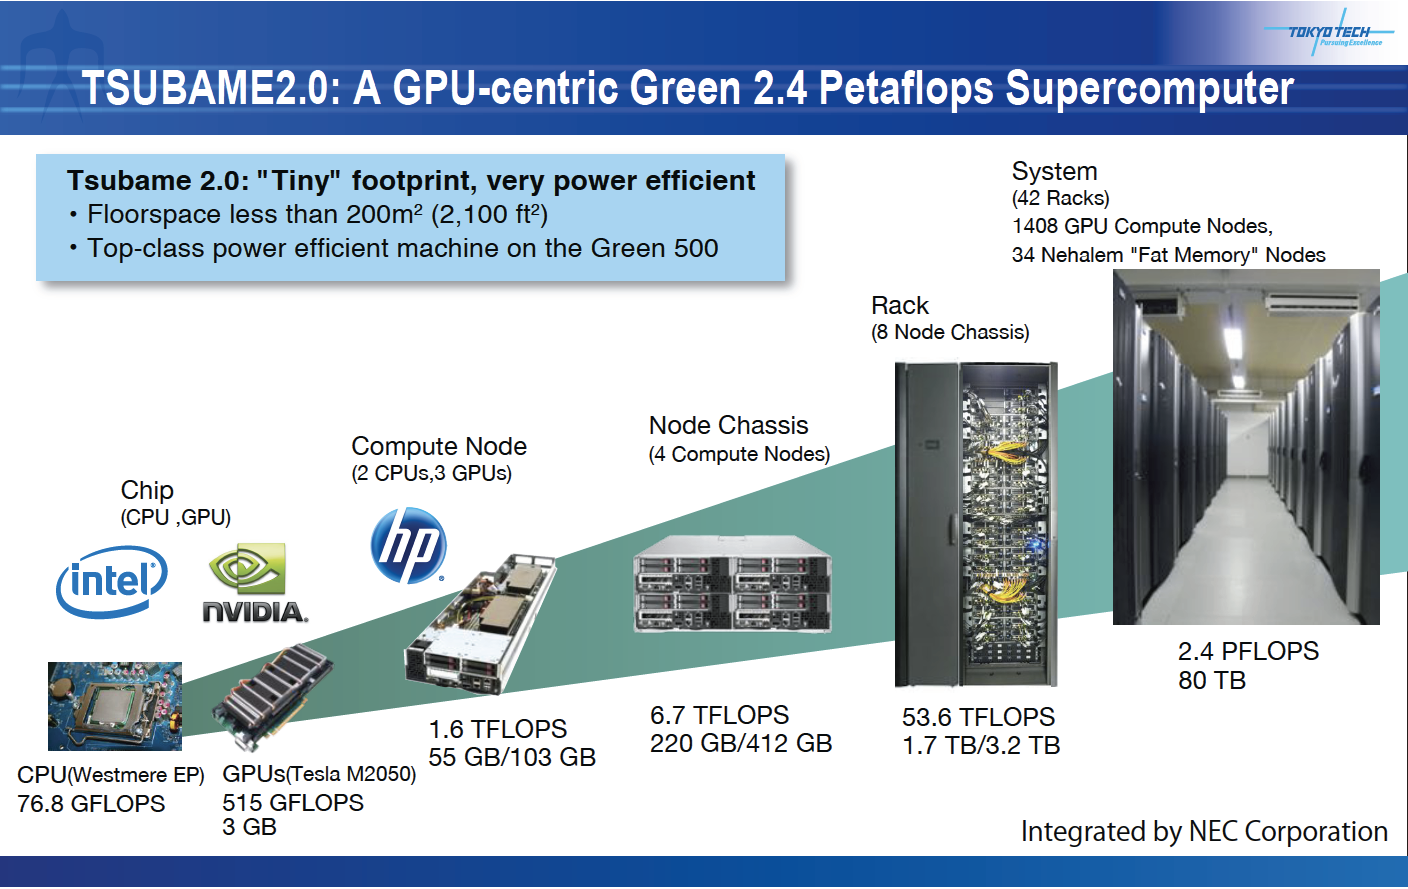 TOKYO TECH
Pursuing Excellence
TSUBAME2.0: A GPU-centric Green 2.4 Petaflops Supercomputer
Tsubame 2.0: "Tiny" footprint, very power efficient
・Floorspace less than 200m² (2,100 ft²)
・Top-class power efficient machine on the Green 500
System
(42 Racks)
1408 GPU Compute Nodes,
34 Nehalem "Fat Memory" Nodes
Rack
(8 Node Chassis)
Node Chassis
(4 Compute Nodes)
Compute Node
(2 CPUs,3 GPUs)
Chip
(CPU ,GPU)
intel®
NVIDIA®
hp®
CPU(Westmere EP)
76.8 GFLOPS
GPUs(Tesla M2050)
515 GFLOPS
3 GB
1.6 TFLOPS
55 GB/103 GB
6.7 TFLOPS
220 GB/412 GB
53.6 TFLOPS
1.7 TB/3.2 TB
2.4 PFLOPS
80 TB
Integrated by NEC Corporation